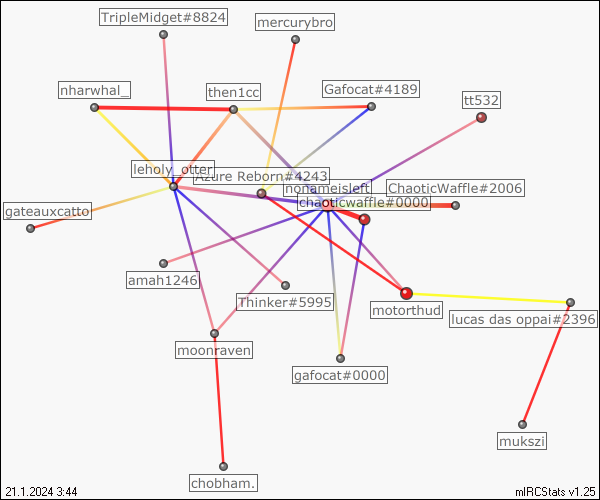 TripleMidget#8824
mercurybro
nharwhal_
then1cc
Gafocat#4189
tt532
leholy_otter
Azure Reborn#4243
nonameisleft
ChaoticWaffle#2006
chaoticwaffle#0000
gateauxcatto
amah1246
Thinker#5995
motorthud
lucas das oppai#2396
moonraven
gafocat#0000
mukszi
chobham.
21.1.2024 3:44
mIRCStats v1.25